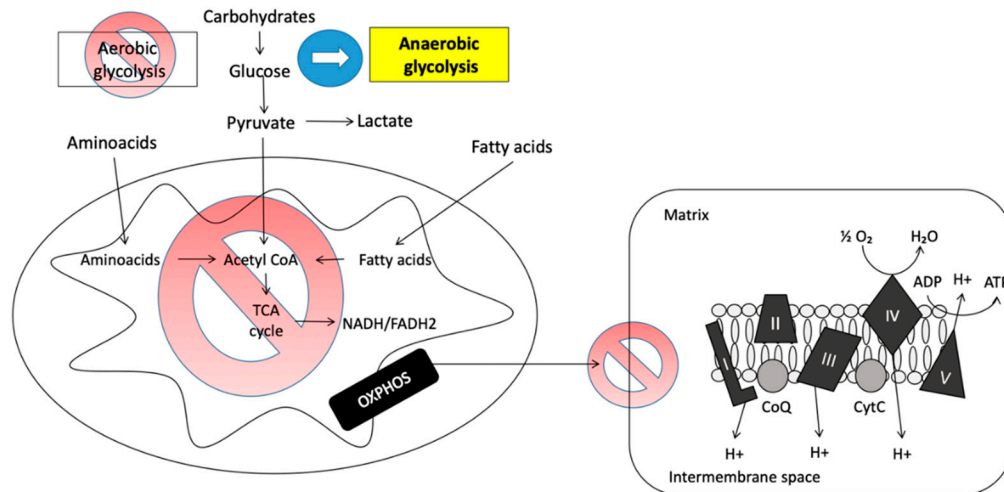 Carbohydrates
Aerobic
glycolysis
Anaerobic
glycolysis
Glucose
Pyruvate
Lactate
Aminoacids
Fatty acids
Aminoacids
Acetyl CoA
Fatty acids
TCA
cycle
NADH/FADH2
OXPHOS
Matrix
½ O₂
H₂O
ADP
H+
ATP
I
II
III
IV
V
CoQ
CytC
H+
H+
H+
Intermembrane space